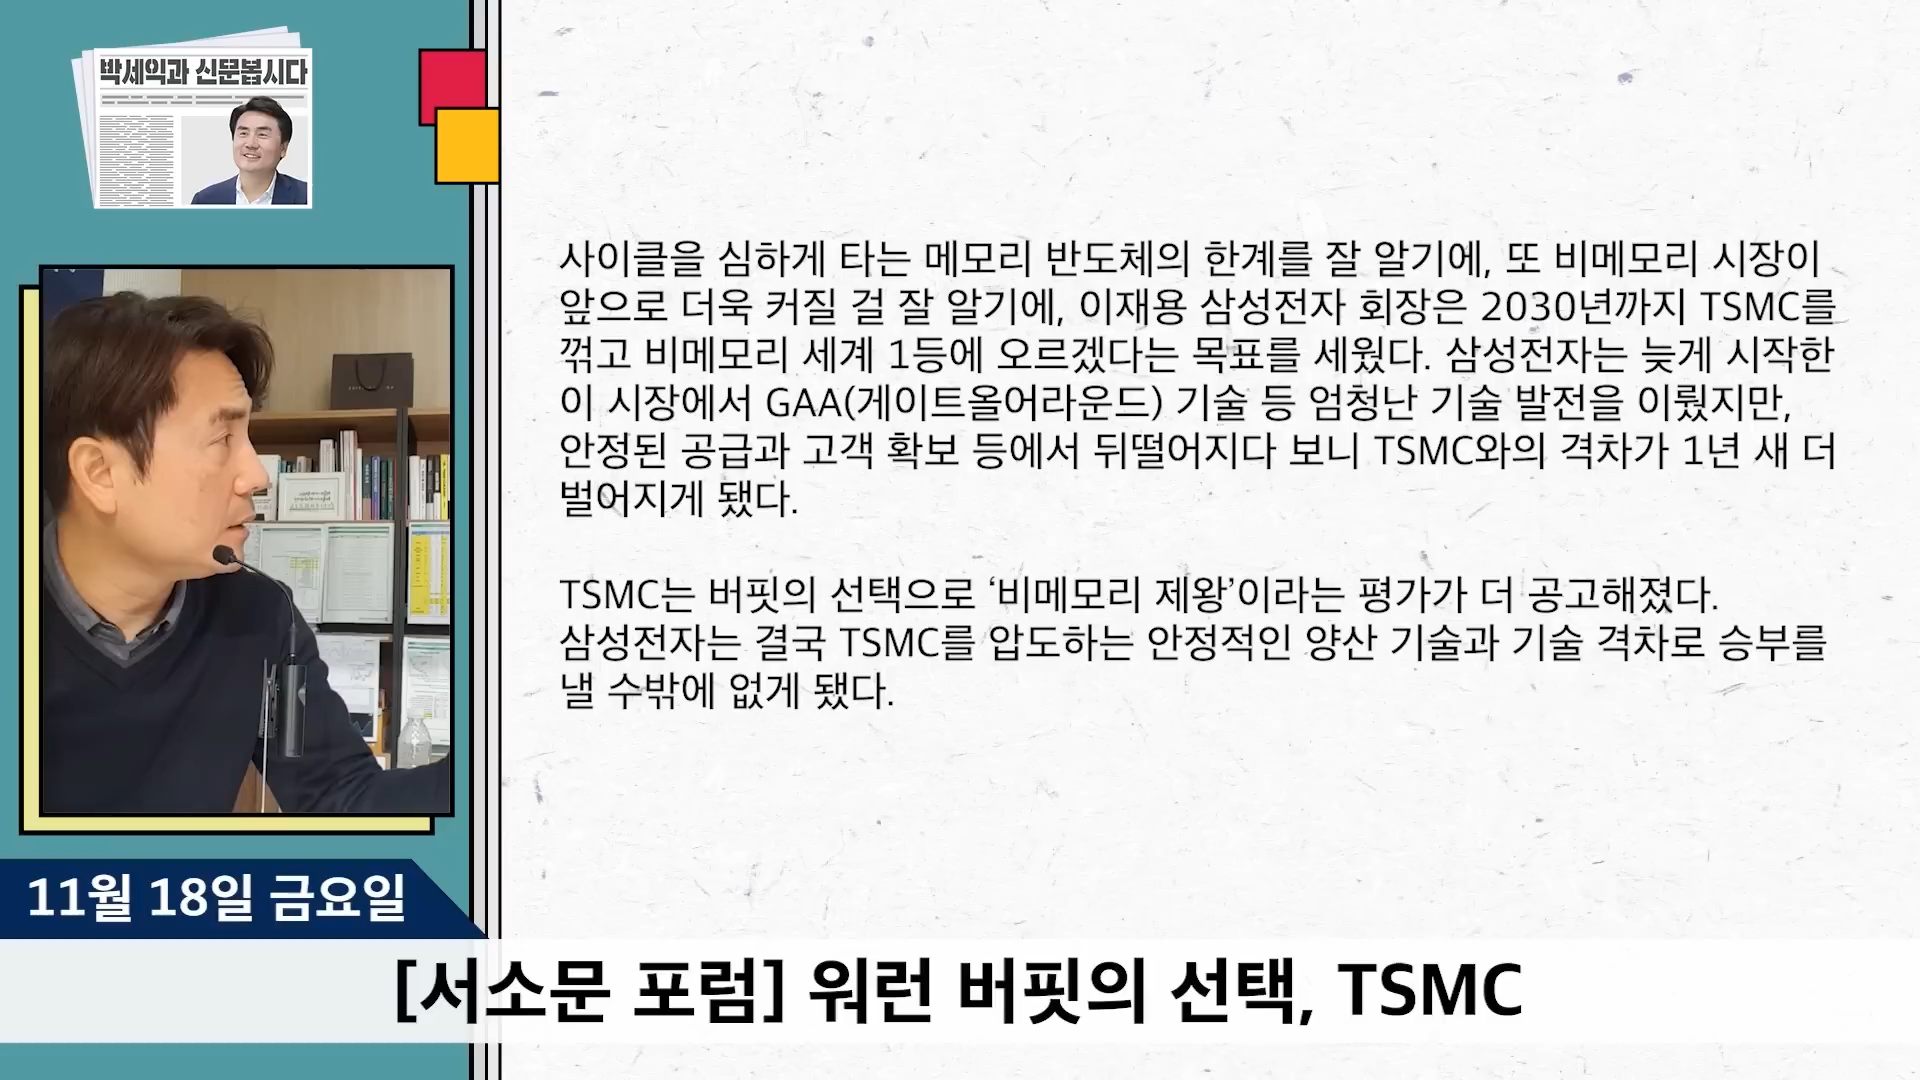 박세익과 신문봅시다
사이클을 심하게 타는 메모리 반도체의 한계를 잘 알기에, 또 비메모리 시장이
앞으로 더욱 커질 걸 잘 알기에, 이재용 삼성전자 회장은 2030년까지 TSMC를
꺾고 비메모리 세계 1등에 오르겠다는 목표를 세웠다. 삼성전자는 늦게 시작한
이 시장에서 GAA(게이트올어라운드) 기술 등 엄청난 기술 발전을 이뤘지만,
안정된 공급과 고객 확보 등에서 뒤떨어지다 보니 TSMC와의 격차가 1년 새 더
벌어지게 됐다.
TSMC는 버핏의 선택으로 ‘비메모리 제왕’이라는 평가가 더 공고해졌다.
삼성전자는 결국 TSMC를 압도하는 안정적인 양산 기술과 기술 격차로 승부를
낼 수밖에 없게 됐다.
11월 18일 금요일
[서소문 포럼] 워런 버핏의 선택, TSMC